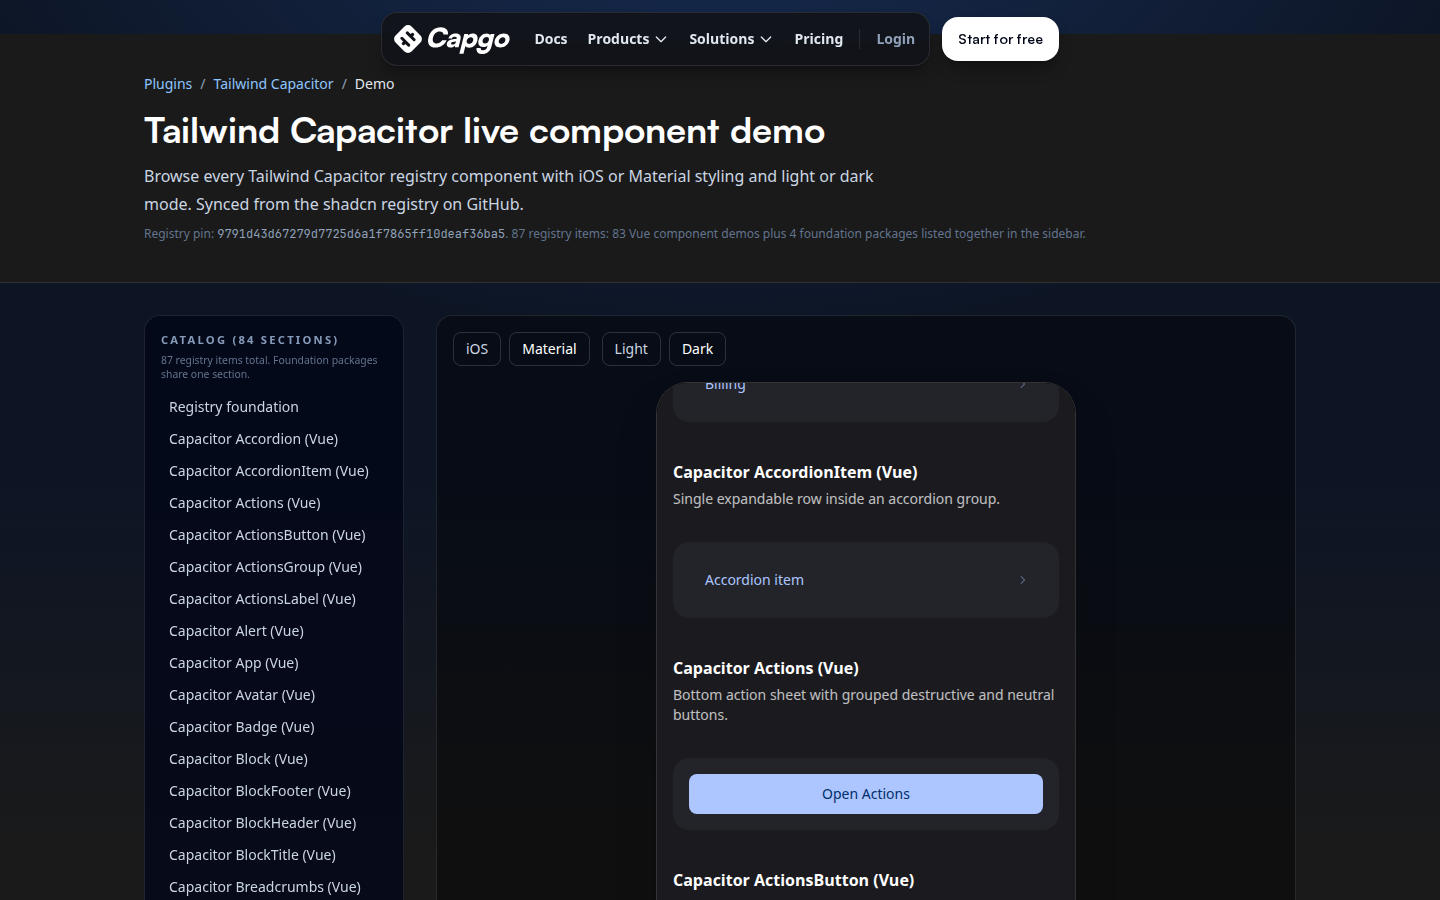 Capgo
Docs
Products
Solutions
Pricing
Login
Start for free
Plugins / Tailwind Capacitor / Demo
Tailwind Capacitor live component demo
Browse every Tailwind Capacitor registry component with iOS or Material styling and light or dark
mode. Synced from the shadcn registry on GitHub.
Registry pin: 9791d43d67279d7725d6a1f7865ff10deaf36ba5. 87 registry items: 83 Vue component demos plus 4 foundation packages listed together in the sidebar.
CATALOG (84 SECTIONS)
87 registry items total. Foundation packages
share one section.
Registry foundation
Capacitor Accordion (Vue)
Capacitor AccordionItem (Vue)
Capacitor Actions (Vue)
Capacitor ActionsButton (Vue)
Capacitor ActionsGroup (Vue)
Capacitor ActionsLabel (Vue)
Capacitor Alert (Vue)
Capacitor App (Vue)
Capacitor Avatar (Vue)
Capacitor Badge (Vue)
Capacitor Block (Vue)
Capacitor BlockFooter (Vue)
Capacitor BlockHeader (Vue)
Capacitor BlockTitle (Vue)
Capacitor Breadcrumbs (Vue)
iOS
Material
Light
Dark
Billing
Capacitor AccordionItem (Vue)
Single expandable row inside an accordion group.
Accordion item
Capacitor Actions (Vue)
Bottom action sheet with grouped destructive and neutral
buttons.
Open Actions
Capacitor ActionsButton (Vue)